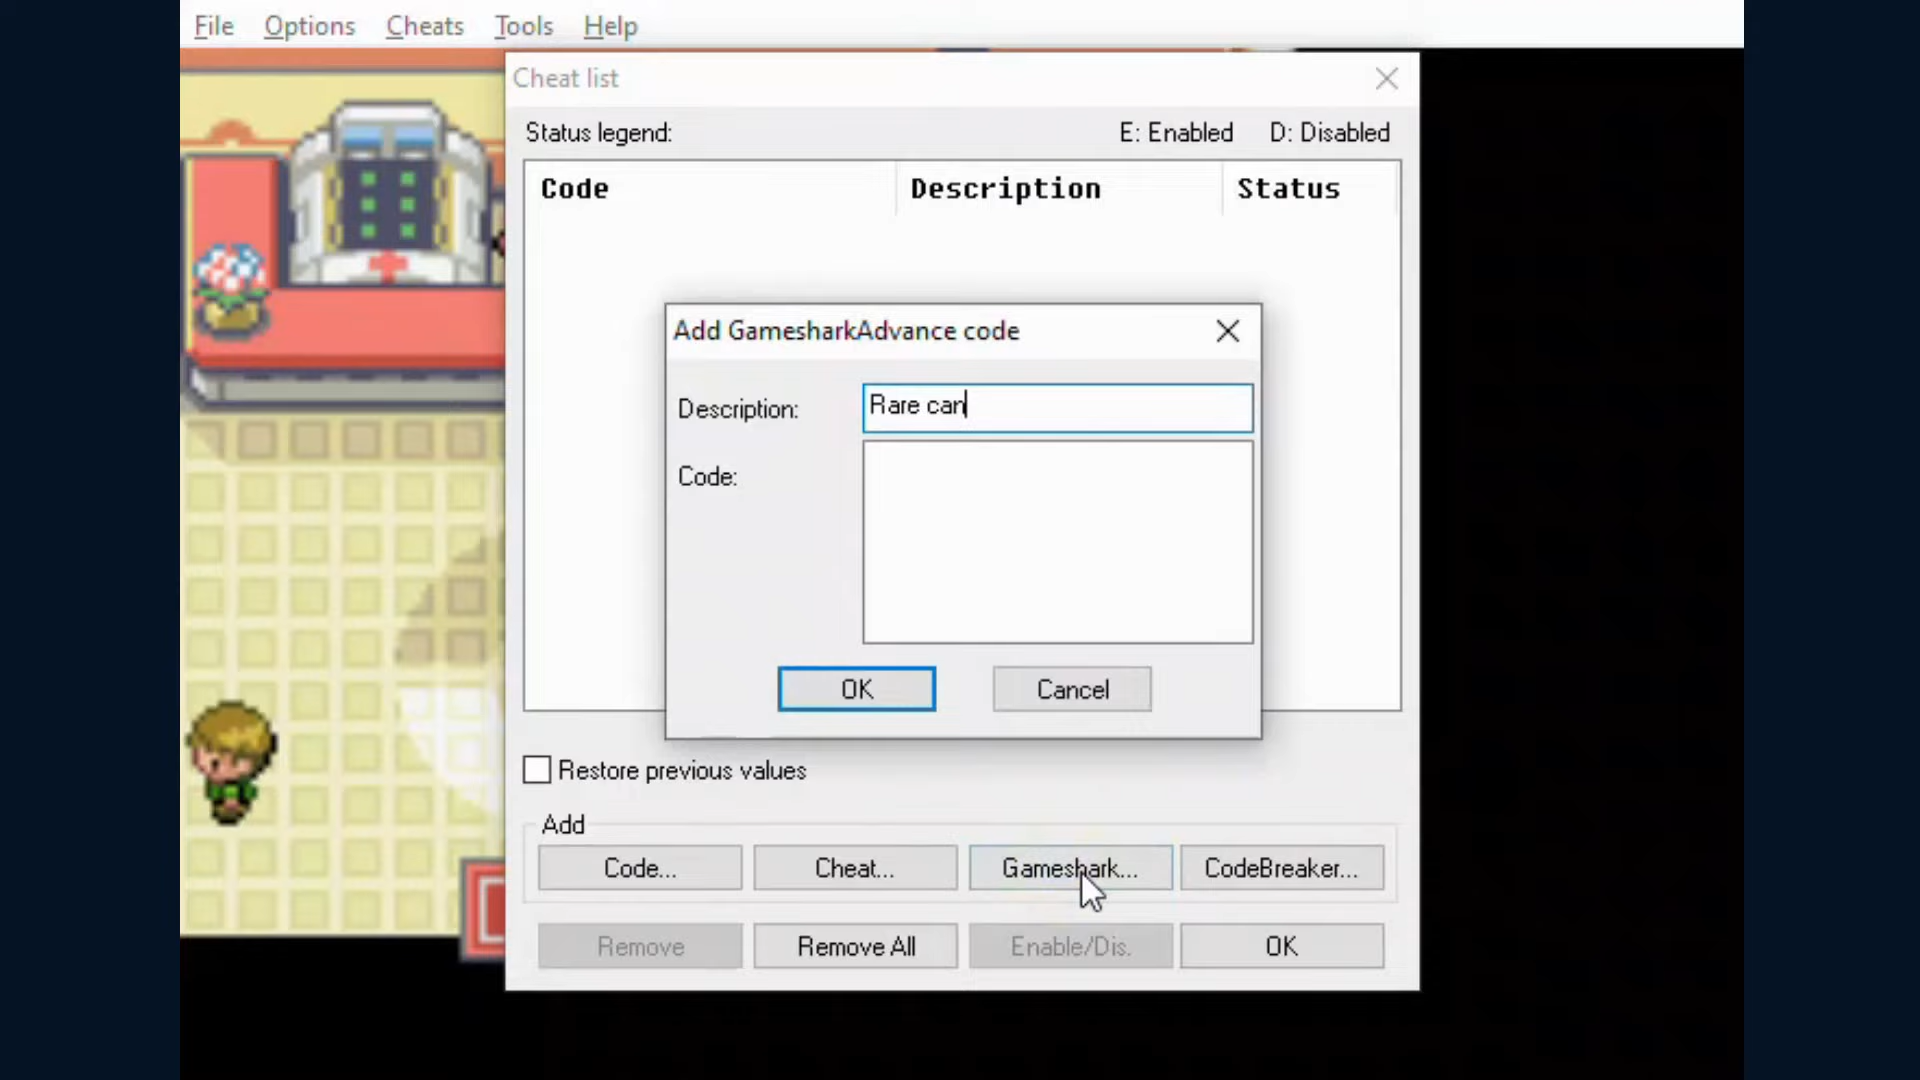 File Options Cheats Tools Help
Cheat list
Status legend: E: Enabled D: Disabled
Code Description Status
Add GamesharkAdvance code
Description: Rare can
Code:
OK Cancel
Restore previous values
Add
Code... Cheat... Gameshark... CodeBreaker...
Remove Remove All Enable/Dis. OK